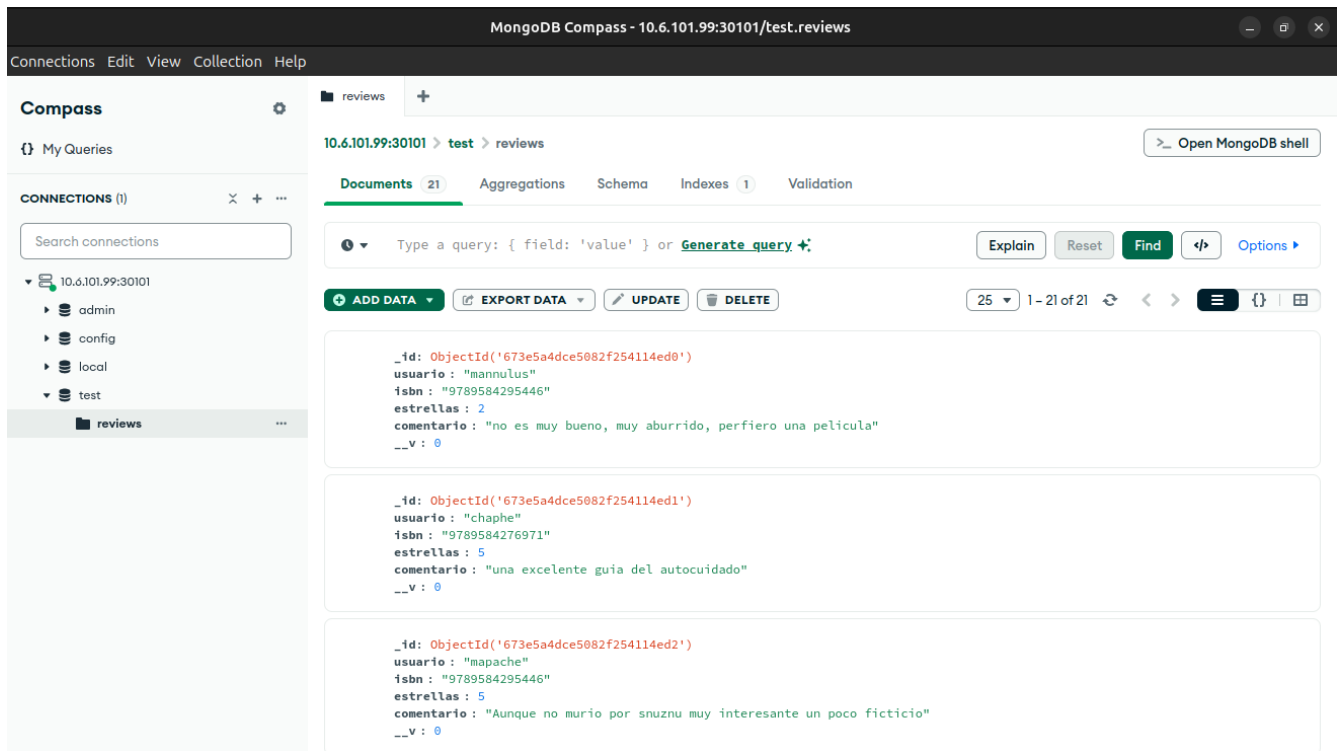 MongoDB Compass - 10.6.101.99:30101/test.reviews
Connections Edit View Collection Help
Compass
{} My Queries
CONNECTIONS (1)
Search connections
10.6.101.99:30101
admin
config
local
test
reviews
reviews
10.6.101.99:30101 > test > reviews
>_ Open MongoDB shell
Documents 21 Aggregations Schema Indexes 1 Validation
Type a query: { field: 'value' } or Generate query
Explain Reset Find </> Options
ADD DATA EXPORT DATA UPDATE DELETE
25 1 – 21 of 21 {}
_id: ObjectId('673e5a4dce5082f254114ed0')
usuario : "mannulus"
isbn : "9789584295446"
estrellas : 2
comentario : "no es muy bueno, muy aburrido, perfiero una pelicula"
__v : 0
_id: ObjectId('673e5a4dce5082f254114ed1')
usuario : "chaphe"
isbn : "9789584276971"
estrellas : 5
comentario : "una excelente guia del autocuidado"
__v : 0
_id: ObjectId('673e5a4dce5082f254114ed2')
usuario : "mapache"
isbn : "9789584295446"
estrellas : 5
comentario : "Aunque no murio por snuznu muy interesante un poco ficticio"
__v : 0